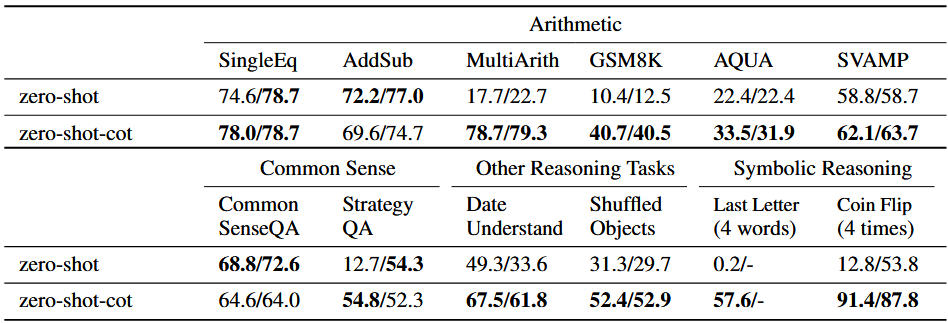 Arithmetic
SingleEq AddSub MultiArith GSM8K AQUA SVAMP
zero-shot 74.6/78.7 72.2/77.0 17.7/22.7 10.4/12.5 22.4/22.4 58.8/58.7
zero-shot-cot 78.0/78.7 69.6/74.7 78.7/79.3 40.7/40.5 33.5/31.9 62.1/63.7
Common Sense Other Reasoning Tasks Symbolic Reasoning
Common Strategy Date Shuffled Last Letter Coin Flip
SenseQA QA Understand Objects (4 words) (4 times)
zero-shot 68.8/72.6 12.7/54.3 49.3/33.6 31.3/29.7 0.2/- 12.8/53.8
zero-shot-cot 64.6/64.0 54.8/52.3 67.5/61.8 52.4/52.9 57.6/- 91.4/87.8